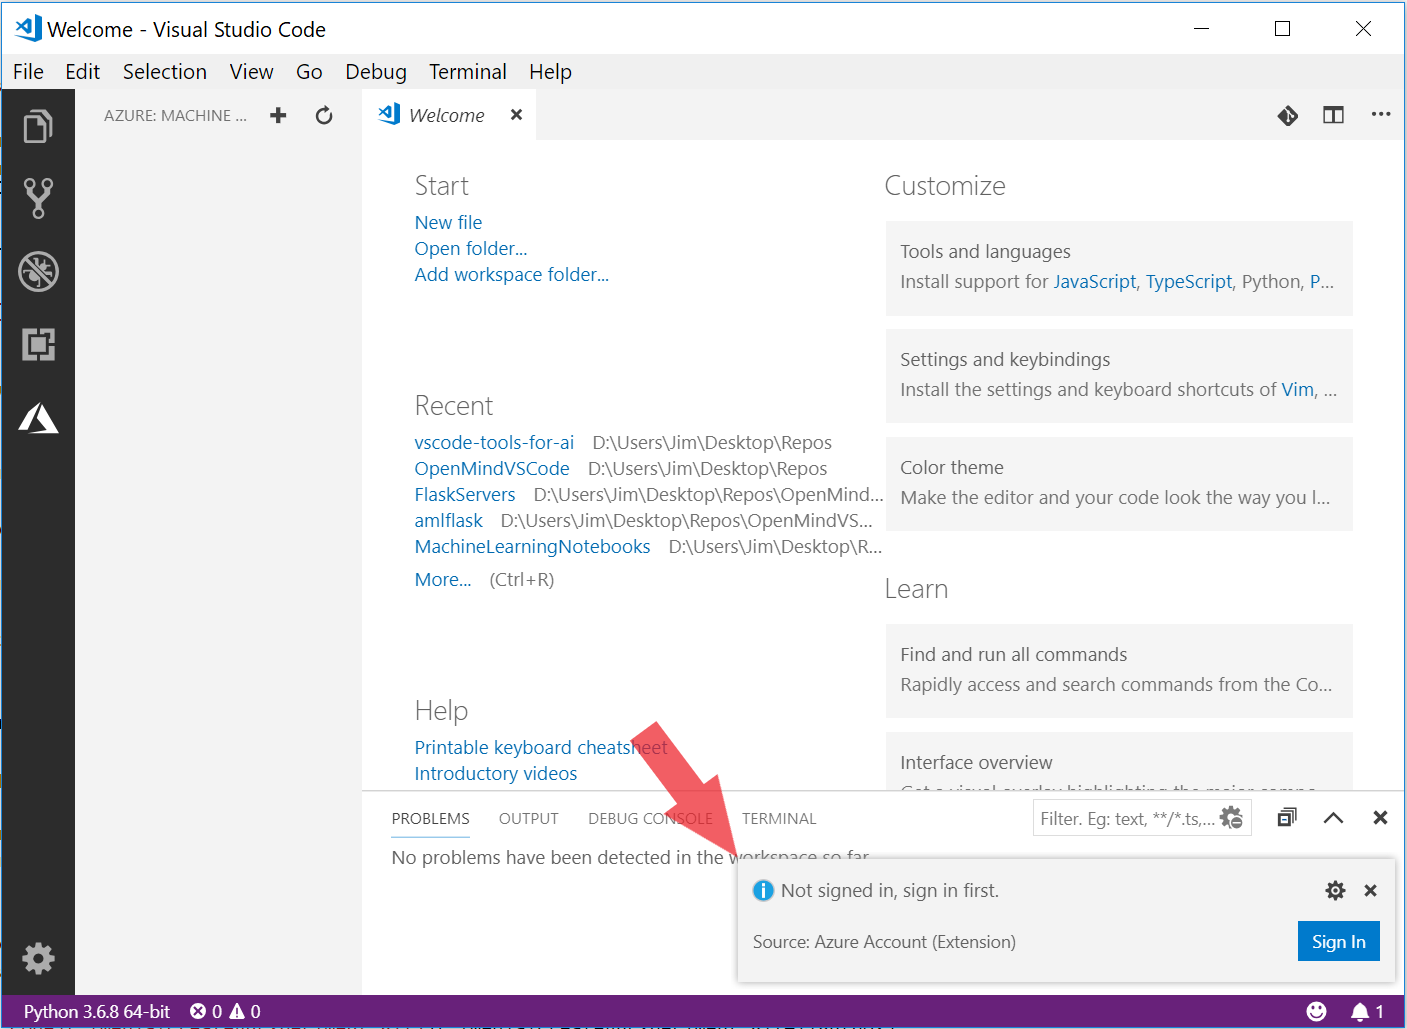 Welcome - Visual Studio Code
File Edit Selection View Go Debug Terminal Help
AZURE: MACHINE ...
Welcome
Start
New file
Open folder...
Add workspace folder...
Recent
vscode-tools-for-ai D:\Users\Jim\Desktop\Repos
OpenMindVSCode D:\Users\Jim\Desktop\Repos
FlaskServers D:\Users\Jim\Desktop\Repos\OpenMind...
amlflask D:\Users\Jim\Desktop\Repos\OpenMindVS...
MachineLearningNotebooks D:\Users\Jim\Desktop\R...
More... (Ctrl+R)
Help
Printable keyboard cheatsheet
Introductory videos
Customize
Tools and languages
Install support for JavaScript, TypeScript, Python, P...
Settings and keybindings
Install the settings and keyboard shortcuts of Vim, ...
Color theme
Make the editor and your code look the way you l...
Learn
Find and run all commands
Rapidly access and search commands from the Co...
Interface overview
Get a visual overlay highlighting the major compo...
PROBLEMS OUTPUT DEBUG CONSOLE TERMINAL
Filter. Eg: text, **/*.ts,...
No problems have been detected in the workspace so far.
Not signed in, sign in first.
Source: Azure Account (Extension)
Sign In
Python 3.6.8 64-bit 0 0
1